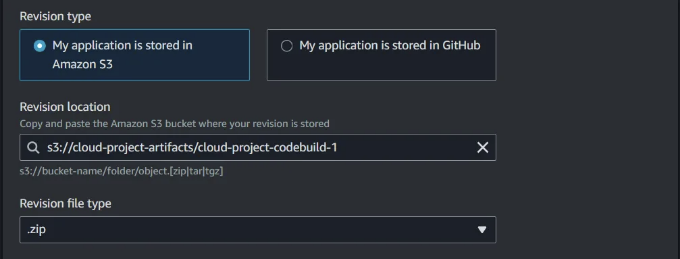 Revision type
My application is stored in
Amazon S3
My application is stored in GitHub
Revision location
Copy and paste the Amazon S3 bucket where your revision is stored
s3://cloud-project-artifacts/cloud-project-codebuild-1
s3://bucket-name/folder/object.[zip|tar|tgz]
Revision file type
.zip